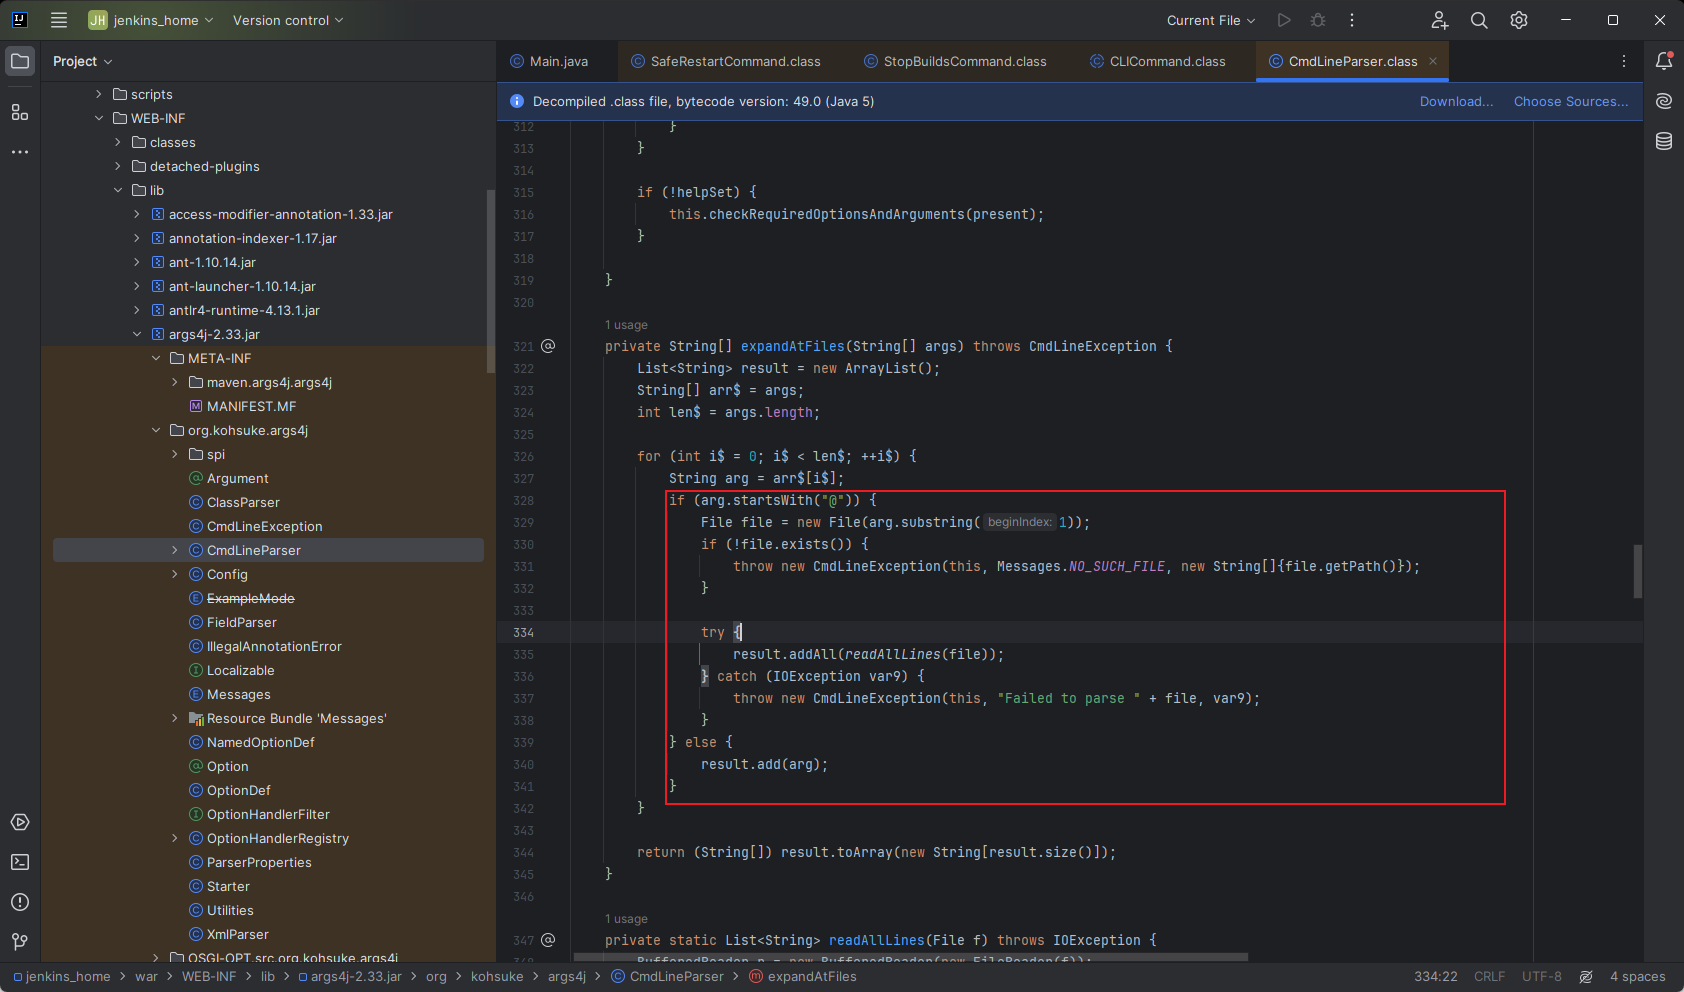 JH jenkins_home Version control Current File
Project
Main.java SafeRestartCommand.class StopBuildsCommand.class CLICommand.class CmdLineParser.class
Decompiled .class file, bytecode version: 49.0 (Java 5) Download... Choose Sources...
scripts
WEB-INF
classes
detached-plugins
lib
access-modifier-annotation-1.33.jar
annotation-indexer-1.17.jar
ant-1.10.14.jar
ant-launcher-1.10.14.jar
antlr4-runtime-4.13.1.jar
args4j-2.33.jar
META-INF
maven.args4j.args4j
MANIFEST.MF
org.kohsuke.args4j
spi
Argument
ClassParser
CmdLineException
CmdLineParser
Config
ExampleMode
FieldParser
IllegalAnnotationError
Localizable
Messages
Resource Bundle 'Messages'
NamedOptionDef
Option
OptionDef
OptionHandlerFilter
OptionHandlerRegistry
ParserProperties
Starter
Utilities
XmlParser
OSGI-OPT.src.org.kohsuke.args4j
312 }
313 }
314
315 if (!helpSet) {
316 this.checkRequiredOptionsAndArguments(present);
317 }
318
319 }
320
1 usage
321 @ private String[] expandAtFiles(String[] args) throws CmdLineException {
322 List<String> result = new ArrayList();
323 String[] arr$ = args;
324 int len$ = args.length;
325
326 for (int i$ = 0; i$ < len$; ++i$) {
327 String arg = arr$[i$];
328 if (arg.startsWith("@")) {
329 File file = new File(arg.substring( beginIndex: 1));
330 if (!file.exists()) {
331 throw new CmdLineException(this, Messages.NO_SUCH_FILE, new String[]{file.getPath()});
332 }
333
334 try {
335 result.addAll(readAllLines(file));
336 } catch (IOException var9) {
337 throw new CmdLineException(this, "Failed to parse " + file, var9);
338 }
339 } else {
340 result.add(arg);
341 }
342 }
343
344 return (String[]) result.toArray(new String[result.size()]);
345 }
346
1 usage
347 @ private static List<String> readAllLines(File f) throws IOException {
348 BufferedReader r = new BufferedReader(new FileReader(f));
jenkins_home > war > WEB-INF > lib > args4j-2.33.jar > org > kohsuke > args4j > CmdLineParser > expandAtFiles 334:22 CRLF UTF-8 4 spaces